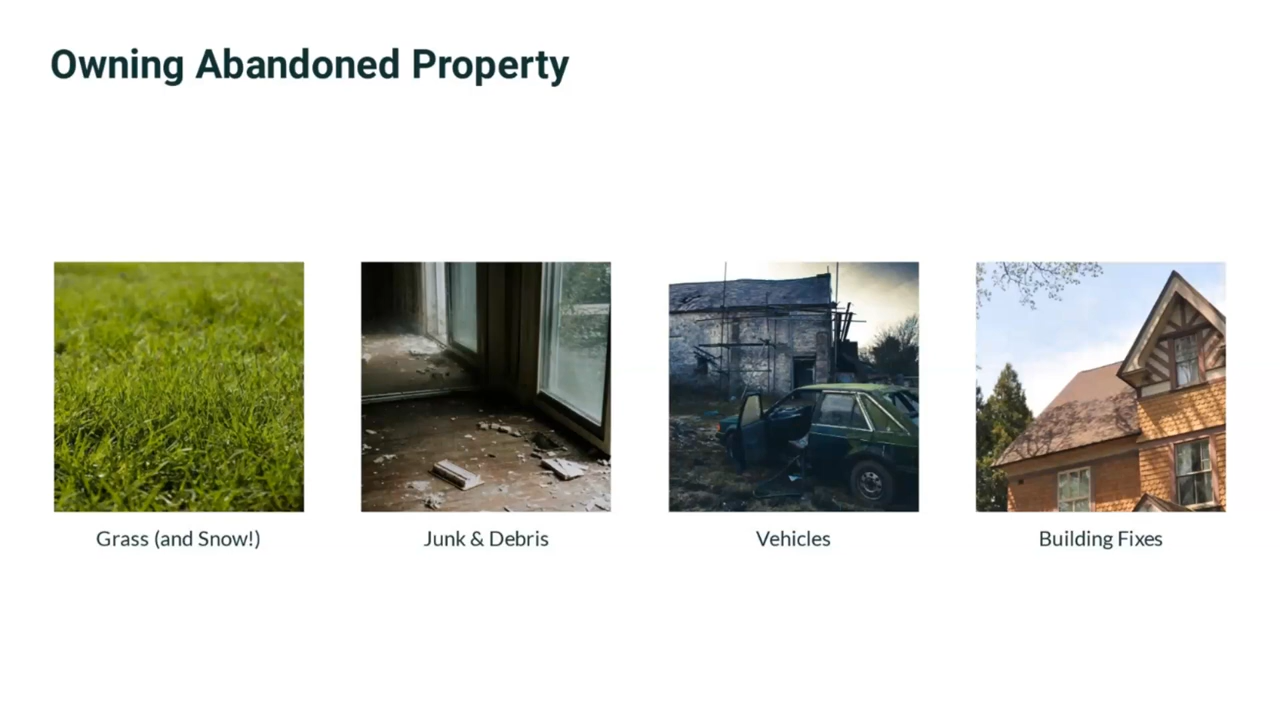 Owning Abandoned Property
Grass (and Snow!)
Junk & Debris
Vehicles
Building Fixes